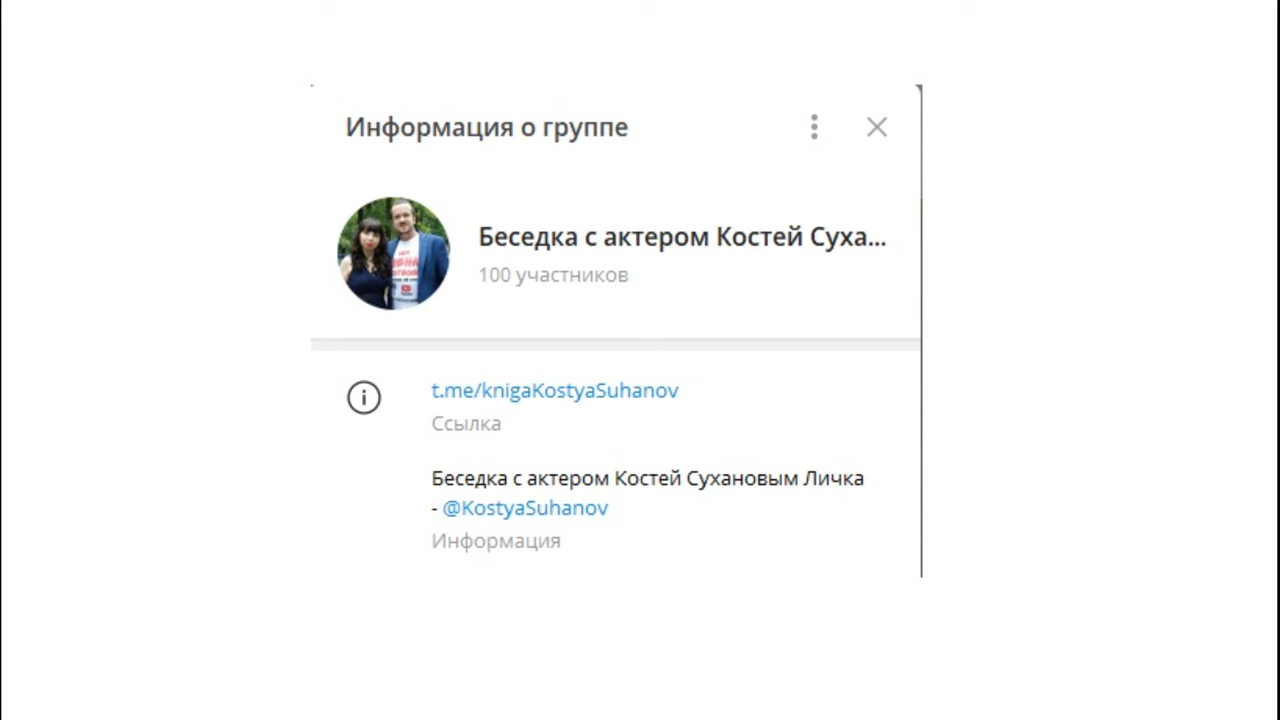 Информация о группе
Беседка с актером Костей Суха...
100 участников
t.me/knigaKostyaSuhanov
Ссылка
Беседка с актером Костей Сухановым Личка
- @KostyaSuhanov
Информация